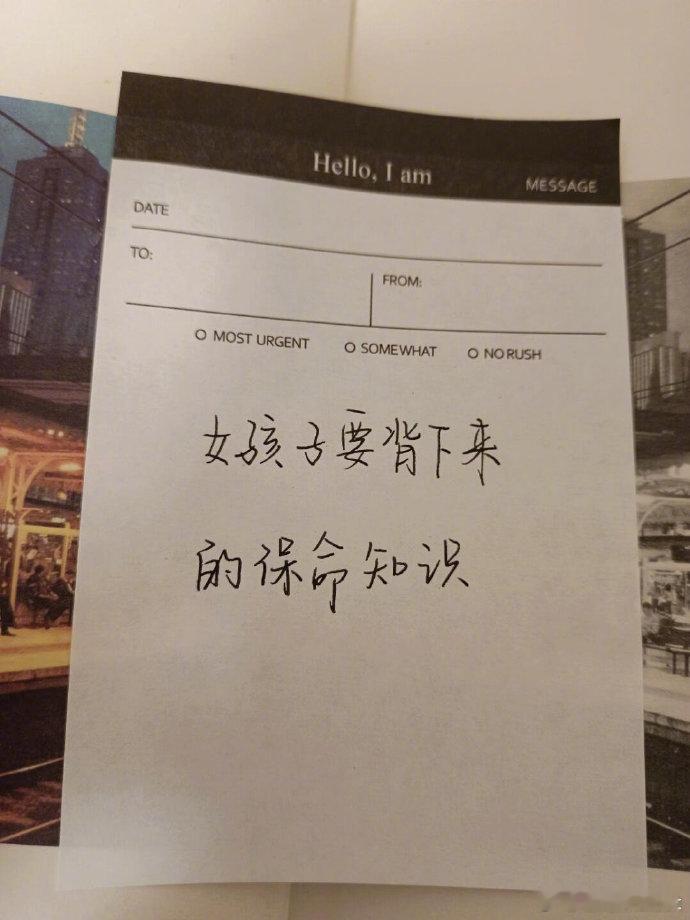 Hello, I am
MESSAGE
DATE
TO:
FROM:
O MOST URGENT
O SOMEWHAT
O NO RUSH
女孩子要背下来
的保命知识